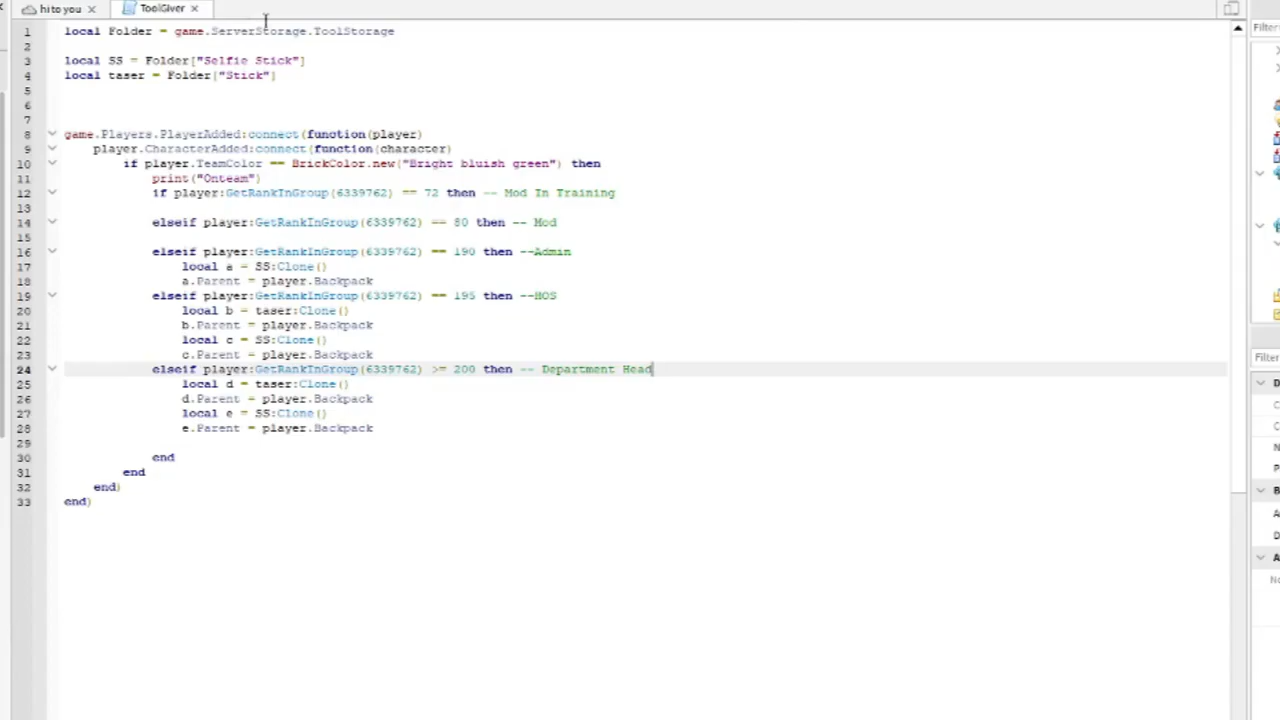 hi to you
ToolGiver
Filter
1 local Folder = game.ServerStorage.ToolStorage
2
3 local SS = Folder["Selfie Stick"]
4 local taser = Folder["Stick"]
5
6
7
8 game.Players.PlayerAdded:connect(function(player)
9 player.CharacterAdded:connect(function(character)
10 if player.TeamColor == BrickColor.new("Bright bluish green") then
11 print("Onteam")
12 if player:GetRankInGroup(6339762) == 72 then -- Mod In Training
13
14 elseif player:GetRankInGroup(6339762) == 80 then -- Mod
15
16 elseif player:GetRankInGroup(6339762) == 190 then --Admin
17 local a = SS:Clone()
18 a.Parent = player.Backpack
19 elseif player:GetRankInGroup(6339762) == 195 then --HOS
20 local b = taser:Clone()
21 b.Parent = player.Backpack
22 local c = SS:Clone()
23 c.Parent = player.Backpack
24 elseif player:GetRankInGroup(6339762) >= 200 then -- Department Head
25 local d = taser:Clone()
26 d.Parent = player.Backpack
27 local e = SS:Clone()
28 e.Parent = player.Backpack
29
30 end
31 end
32 end)
33 end)
Filter